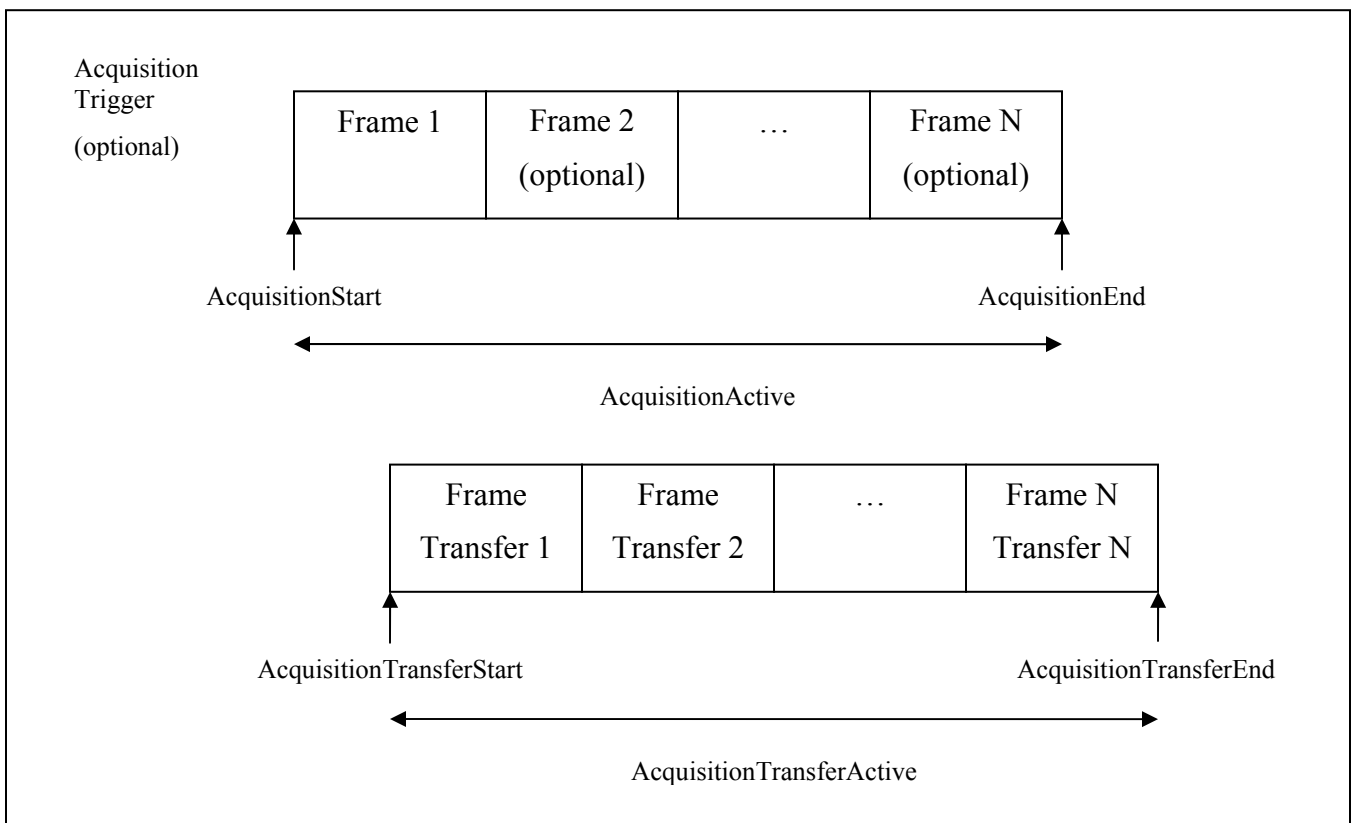 Acquisition
Trigger
(optional)
Frame 1
Frame 2
(optional)
…
Frame N
(optional)
AcquisitionStart
AcquisitionEnd
AcquisitionActive
Frame
Transfer 1
Frame
Transfer 2
…
Frame N
Transfer N
AcquisitionTransferStart
AcquisitionTransferEnd
AcquisitionTransferActive